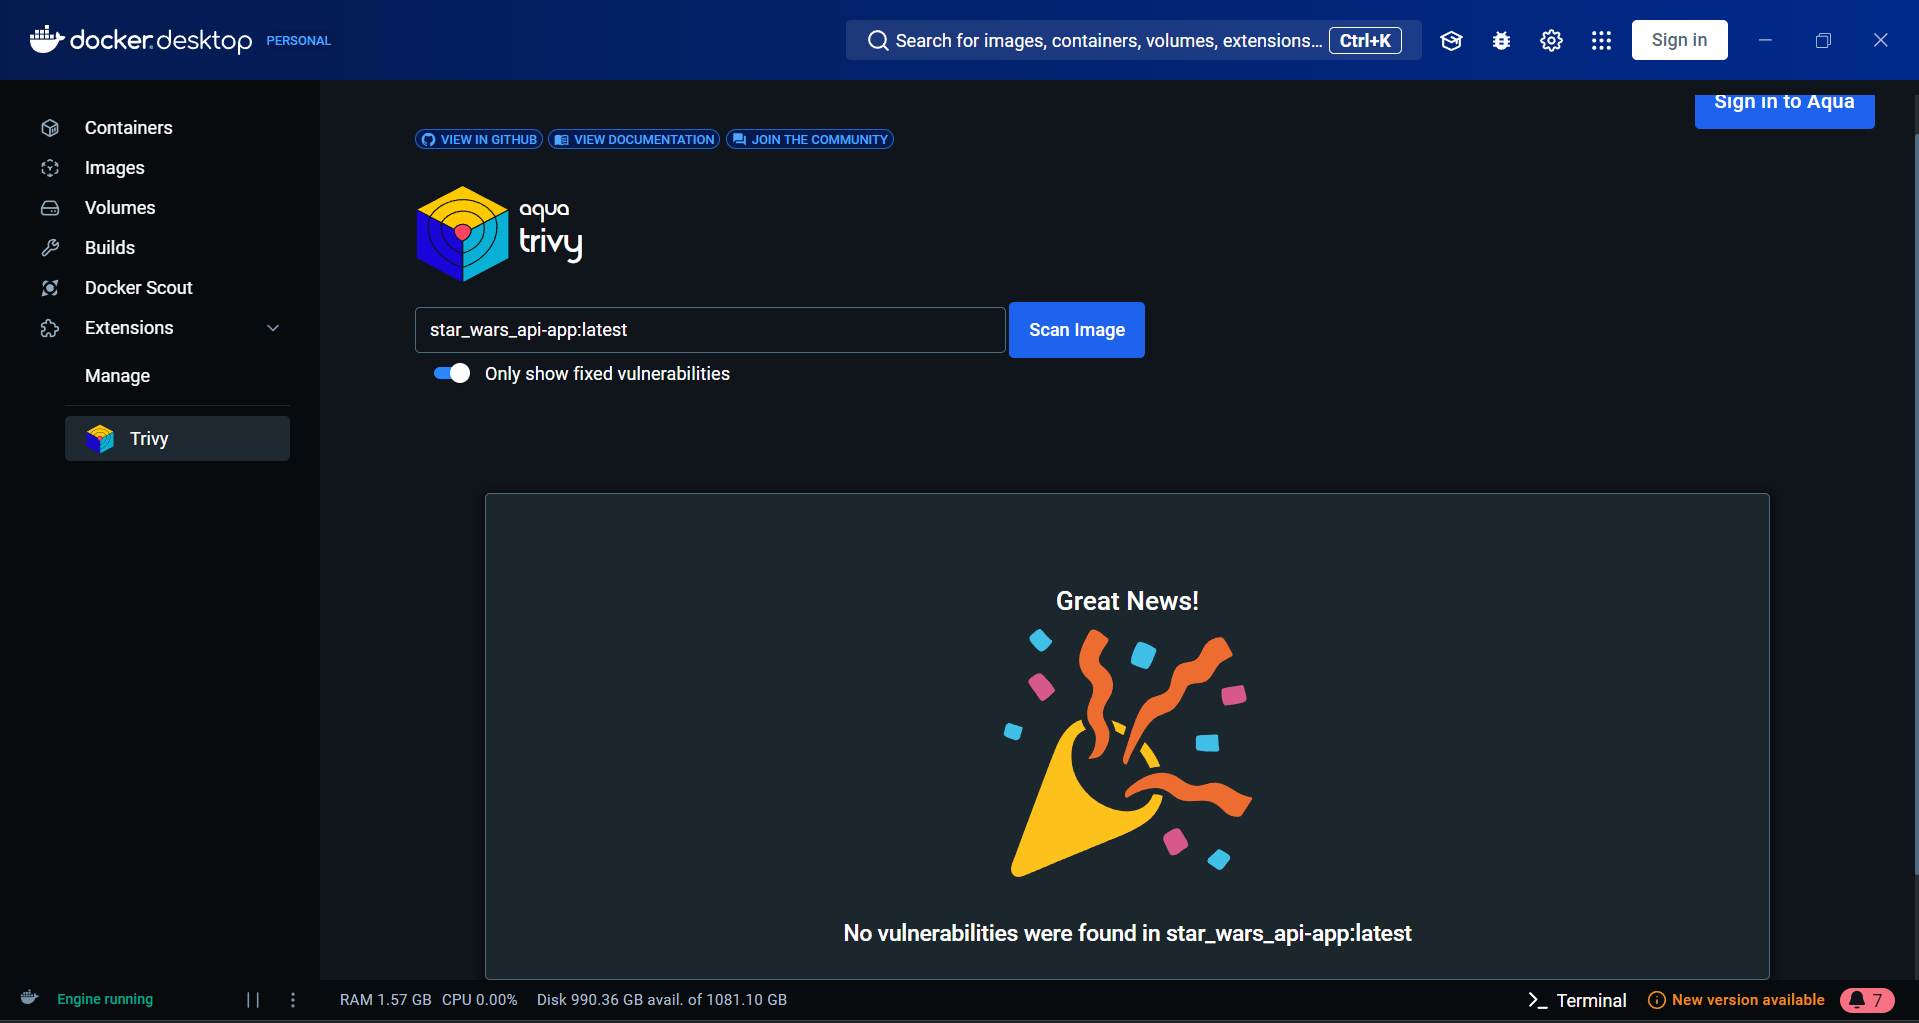 docker.desktop PERSONAL
Search for images, containers, volumes, extensions... Ctrl+K
Sign in
Containers
Images
Volumes
Builds
Docker Scout
Extensions
Manage
Trivy
Sign in to Aqua
VIEW IN GITHUB VIEW DOCUMENTATION JOIN THE COMMUNITY
aqua
trivy
star_wars_api-app:latest
Scan Image
Only show fixed vulnerabilities
Great News!
No vulnerabilities were found in star_wars_api-app:latest
Engine running
RAM 1.57 GB CPU 0.00% Disk 990.36 GB avail. of 1081.10 GB
>_ Terminal
New version available
7